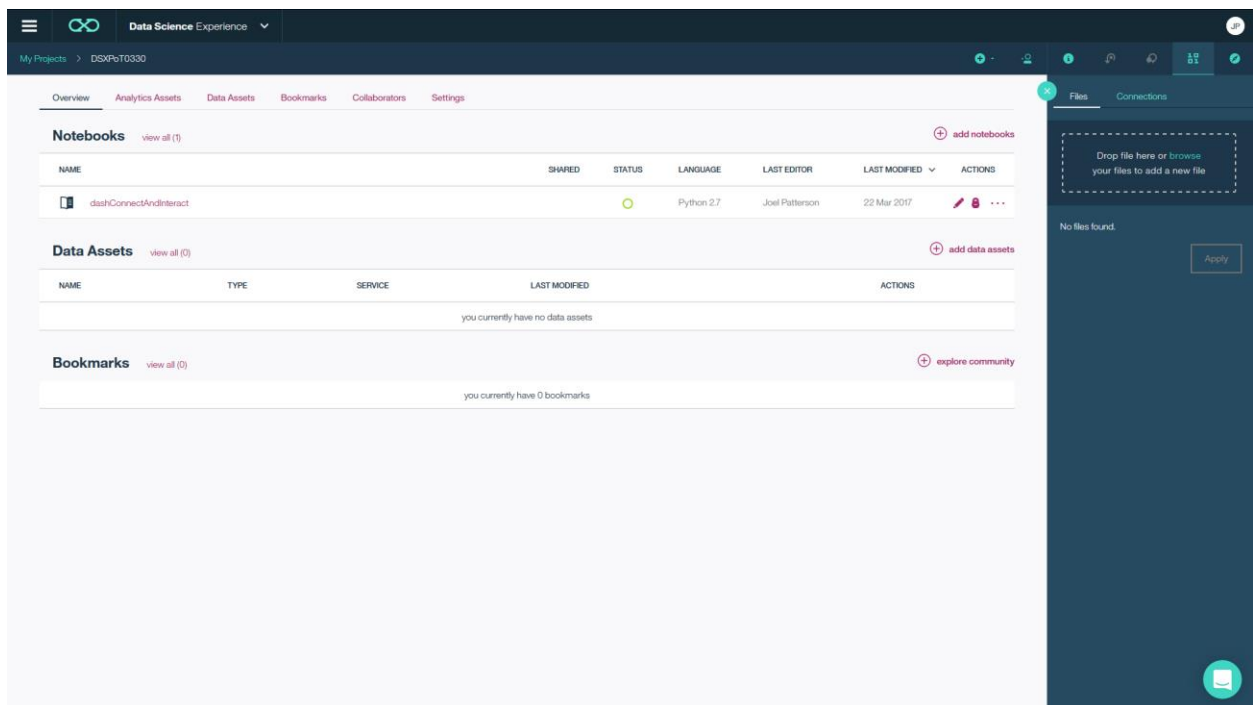 Data Science Experience
JP
My Projects > DSXPoT0330
Overview Analytics Assets Data Assets Bookmarks Collaborators Settings
Notebooks view all (1) add notebooks
NAME SHARED STATUS LANGUAGE LAST EDITOR LAST MODIFIED ACTIONS
dashConnectAndInteract Python 2.7 Joel Patterson 22 Mar 2017
Data Assets view all (0) add data assets
NAME TYPE SERVICE LAST MODIFIED ACTIONS
you currently have no data assets
Bookmarks view all (0) explore community
you currently have 0 bookmarks
Files Connections
Drop file here or browse
your files to add a new file
No files found.
Apply